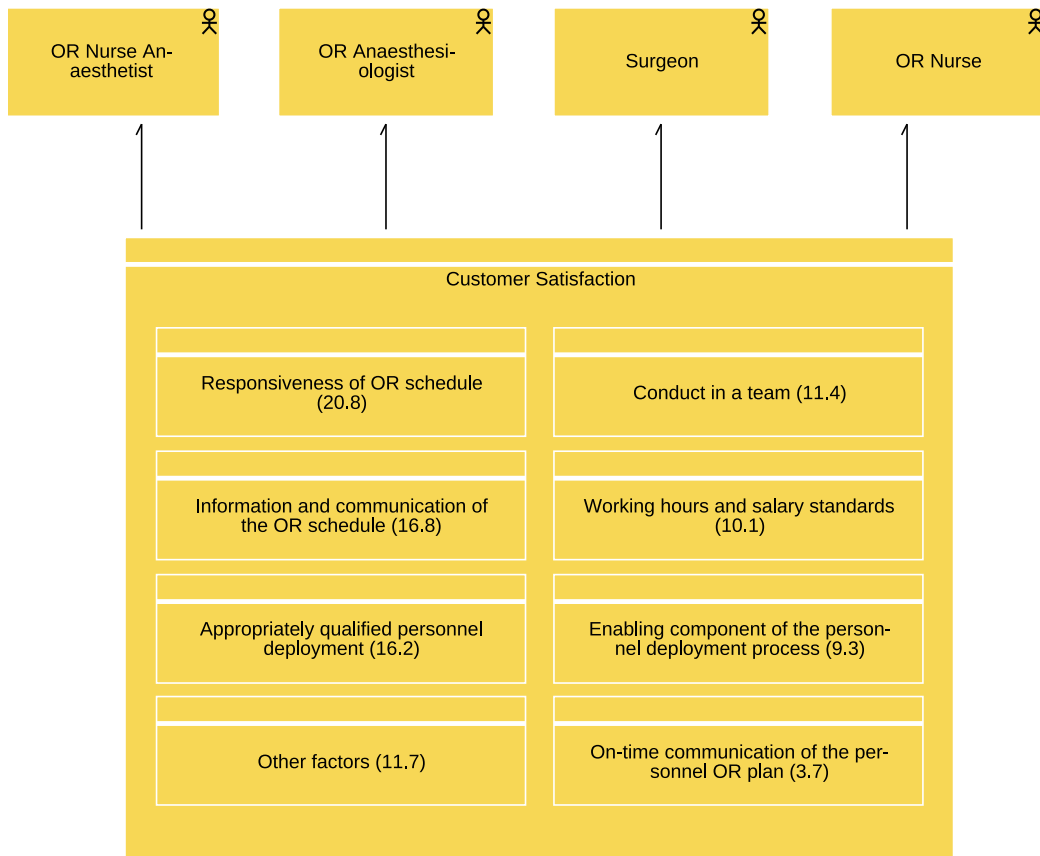 OR Nurse An-
aesthetist
OR Anaesthesi-
ologist
Surgeon
OR Nurse
Customer Satisfaction
Responsiveness of OR schedule
(20.8)
Conduct in a team (11.4)
Information and communication of
the OR schedule (16.8)
Working hours and salary standards
(10.1)
Appropriately qualified personnel
deployment (16.2)
Enabling component of the person-
nel deployment process (9.3)
Other factors (11.7)
On-time communication of the per-
sonnel OR plan (3.7)